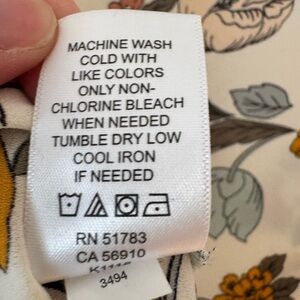 MACHINE WASH
COLD WITH
LIKE COLORS
ONLY NON-
CHLORINE BLEACH
WHEN NEEDED
TUMBLE DRY LOW
COOL IRON
IF NEEDED
RN 51783
CA 56910
3494